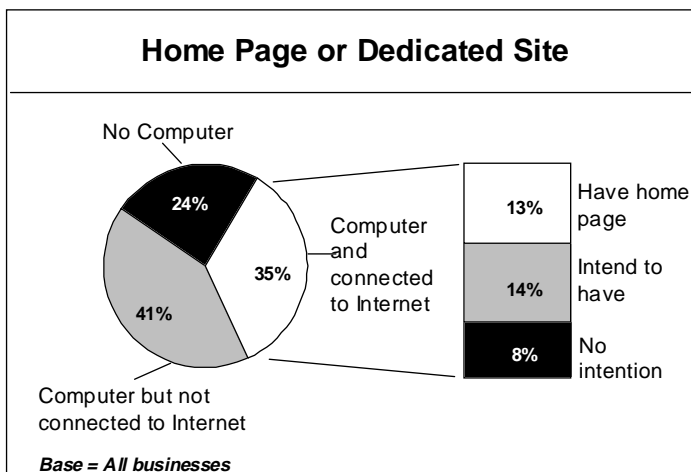 Home Page or Dedicated Site
No Computer
24%
35%
41%
Computer
and
connected
to Internet
Computer but not
connected to Internet
13%
Have home
page
14%
Intend to
have
8%
No
intention
Base = All businesses